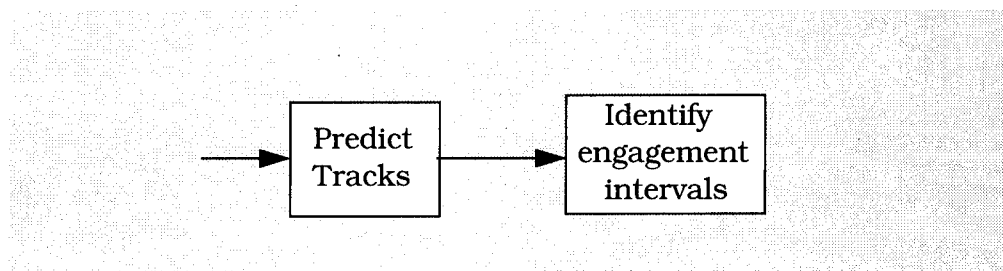 Predict
Tracks
Identify
engagement
intervals